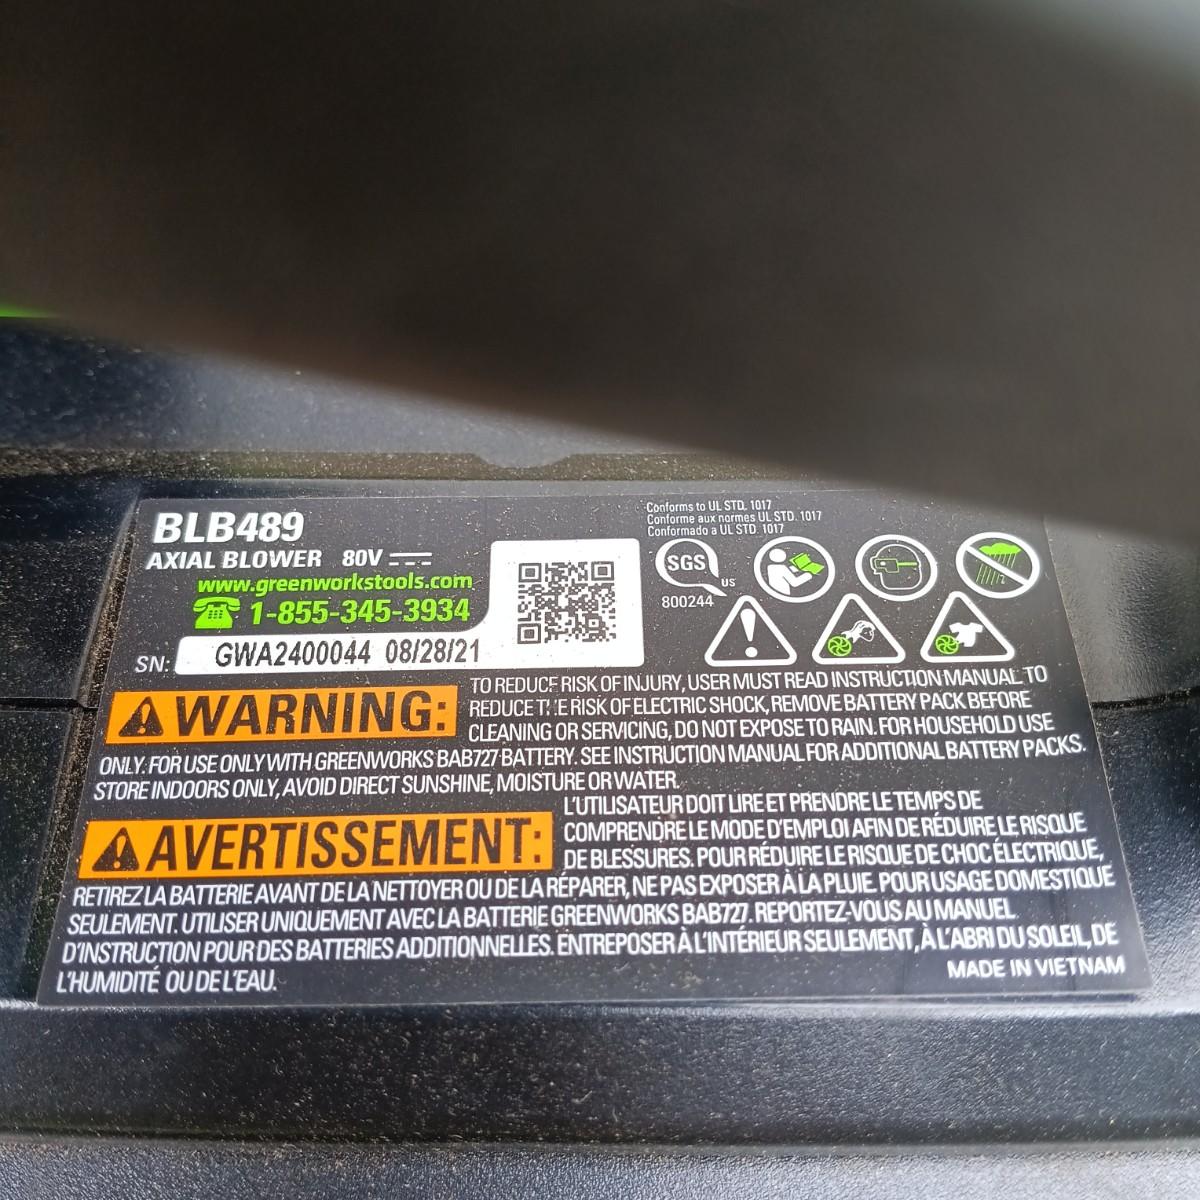 BLB489
AXIAL BLOWER 80V
www.greenworkstools.com
1-855-345-3934
SN: GWA2400044 08/28/21
Conforms to UL STD. 1017
Conforme aux normes UL STD. 1017
Conformado a UL STD. 1017
SGS
US
800244
WARNING:
TO REDUCE RISK OF INJURY, USER MUST READ INSTRUCTION MANUAL. TO
REDUCE THE RISK OF ELECTRIC SHOCK, REMOVE BATTERY PACK BEFORE
CLEANING OR SERVICING, DO NOT EXPOSE TO RAIN. FOR HOUSEHOLD USE
ONLY. FOR USE ONLY WITH GREENWORKS BAB727 BATTERY. SEE INSTRUCTION MANUAL FOR ADDITIONAL BATTERY PACKS.
STORE INDOORS ONLY, AVOID DIRECT SUNSHINE, MOISTURE OR WATER.
AVERTISSEMENT:
L'UTILISATEUR DOIT LIRE ET PRENDRE LE TEMPS DE
COMPRENDRE LE MODE D'EMPLOI AFIN DE RÉDUIRE LE RISQUE
DE BLESSURES. POUR RÉDUIRE LE RISQUE DE CHOC ÉLECTRIQUE,
RETIREZ LA BATTERIE AVANT DE LA NETTOYER OU DE LA RÉPARER, NE PAS EXPOSER À LA PLUIE. POUR USAGE DOMESTIQUE
SEULEMENT. UTILISER UNIQUEMENT AVEC LA BATTERIE GREENWORKS BAB727. REPORTEZ-VOUS AU MANUEL
D'INSTRUCTION POUR DES BATTERIES ADDITIONNELLES. ENTREPOSER À L'INTÉRIEUR SEULEMENT, À L'ABRI DU SOLEIL, DE
L'HUMIDITÉ OU DE L'EAU.
MADE IN VIETNAM